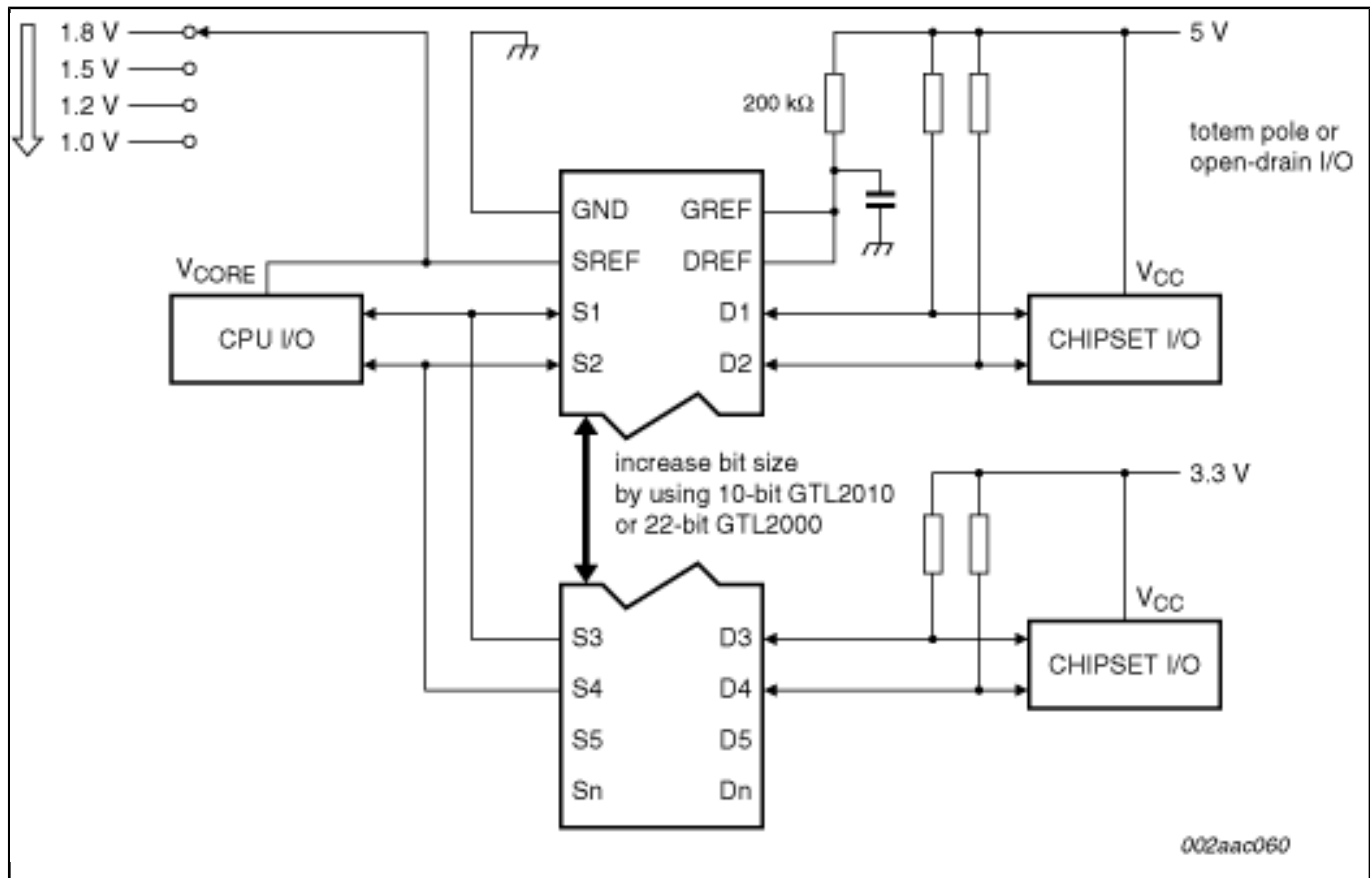 1.8 V
1.5 V
1.2 V
1.0 V
5 V
200 kΩ
totem pole or
open-drain I/O
GND GREF
SREF DREF
VCORE
VCC
S1 D1
CPU I/O
CHIPSET I/O
S2 D2
increase bit size
by using 10-bit GTL2010
or 22-bit GTL2000
3.3 V
VCC
S3 D3
CHIPSET I/O
S4 D4
S5 D5
Sn Dn
002aac060